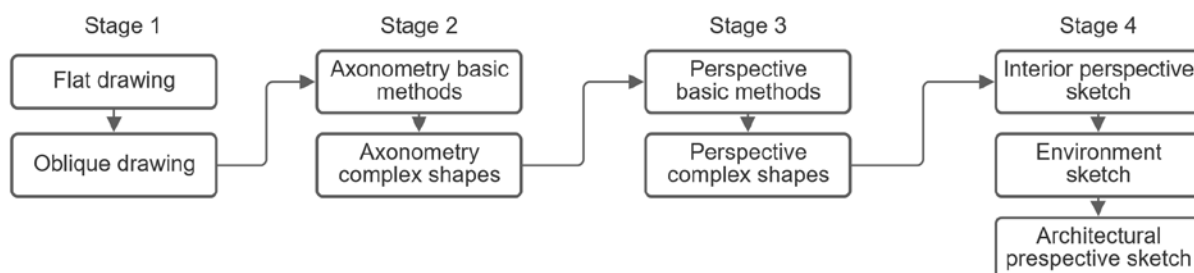 Stage 1
Flat drawing
Oblique drawing
Stage 2
Axonometry basic
methods
Axonometry
complex shapes
Stage 3
Perspective
basic methods
Perspective
complex shapes
Stage 4
Interior perspective
sketch
Environment
sketch
Architectural
prespective sketch